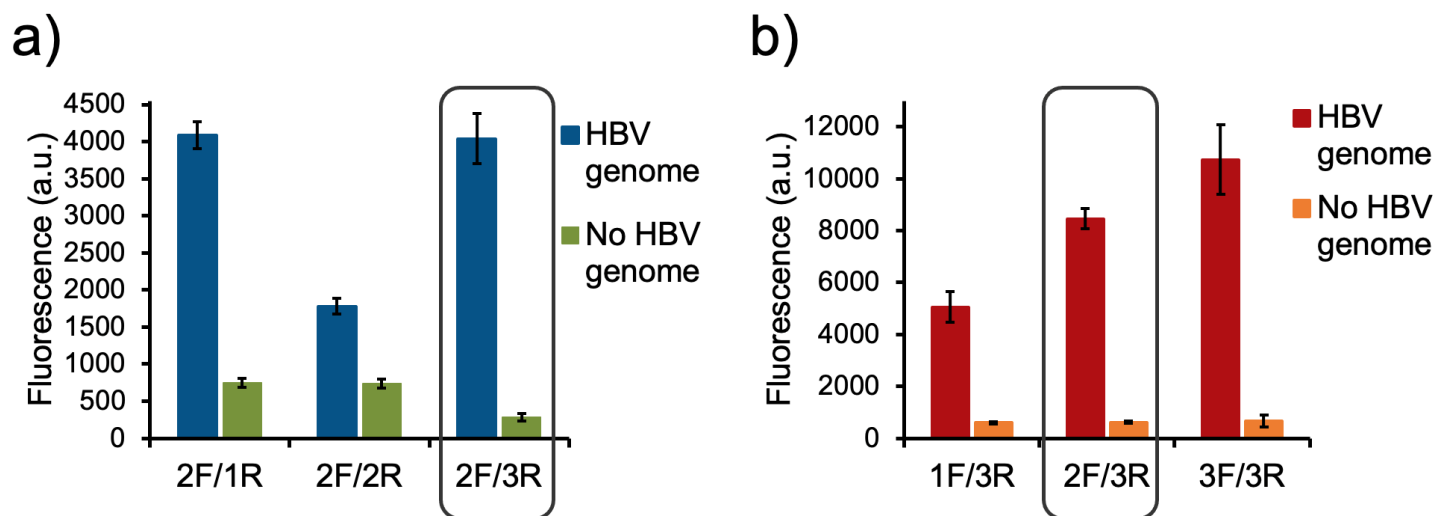 a)
Fluorescence (a.u.)
4500
4000
3500
3000
2500
2000
1500
1000
500
0
2F/1R
2F/2R
2F/3R
HBV
genome
No HBV
genome
b)
Fluorescence (a.u.)
12000
10000
8000
6000
4000
2000
0
1F/3R
2F/3R
3F/3R
HBV
genome
No HBV
genome